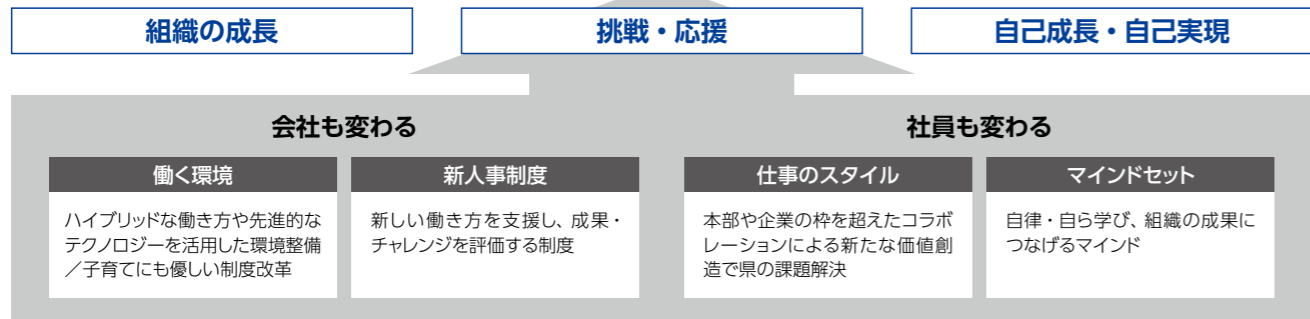 組織の成長
挑戦・応援
自己成長・自己実現
会社も変わる
働く環境
ハイブリッドな働き方や先進的な
テクノロジーを活用した環境整備
／子育てにも優しい制度改革
新人事制度
新しい働き方を支援し、成果・
チャレンジを評価する制度
社員も変わる
仕事のスタイル
本部や企業の枠を超えたコラボ
レーションによる新たな価値創
造で県の課題解決
マインドセット
自律・自ら学び、組織の成果に
つなげるマインド